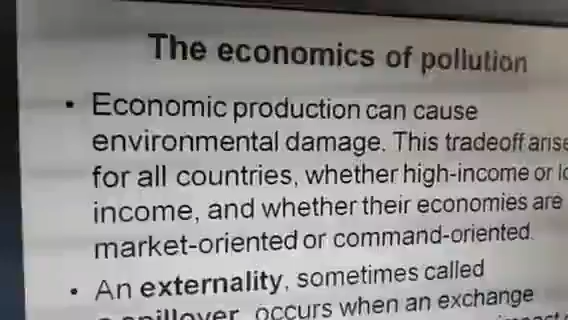 The economics of pollution
• Economic production can cause
environmental damage. This tradeoff arise
for all countries, whether high-income or
income, and whether their economies are
market-oriented or command-oriented.
• An externality, sometimes called
spillover, occurs when an exchange